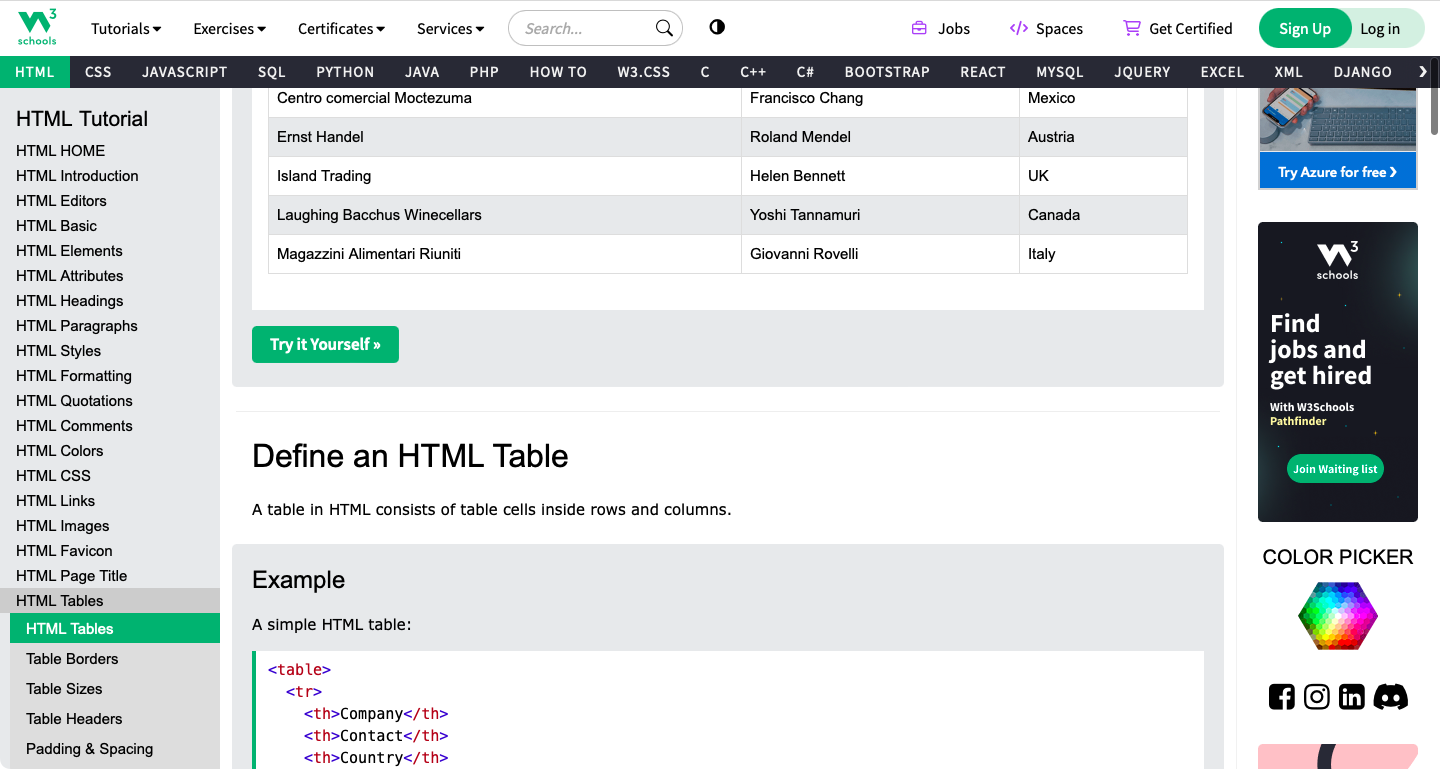 3
schools
Tutorials
Exercises
Certificates
Services
Search...
Jobs
Spaces
Get Certified
Sign Up
Log in
HTML
CSS
JAVASCRIPT
SQL
PYTHON
JAVA
PHP
HOW TO
W3.CSS
C
C++
C#
BOOTSTRAP
REACT
MYSQL
JQUERY
EXCEL
XML
DJANGO
❯
HTML Tutorial
HTML HOME
HTML Introduction
HTML Editors
HTML Basic
HTML Elements
HTML Attributes
HTML Headings
HTML Paragraphs
HTML Styles
HTML Formatting
HTML Quotations
HTML Comments
HTML Colors
HTML CSS
HTML Links
HTML Images
HTML Favicon
HTML Page Title
HTML Tables
HTML Tables
Table Borders
Table Sizes
Table Headers
Padding & Spacing
Centro comercial Moctezuma Francisco Chang Mexico
Ernst Handel Roland Mendel Austria
Island Trading Helen Bennett UK
Laughing Bacchus Winecellars Yoshi Tannamuri Canada
Magazzini Alimentari Riuniti Giovanni Rovelli Italy
Try it Yourself »
Define an HTML Table
A table in HTML consists of table cells inside rows and columns.
Example
A simple HTML table:
<table>
<tr>
<th>Company</th>
<th>Contact</th>
<th>Country</th>
Try Azure for free ❯
3
schools
Find
jobs and
get hired
With W3Schools
Pathfinder
Join Waiting list
COLOR PICKER